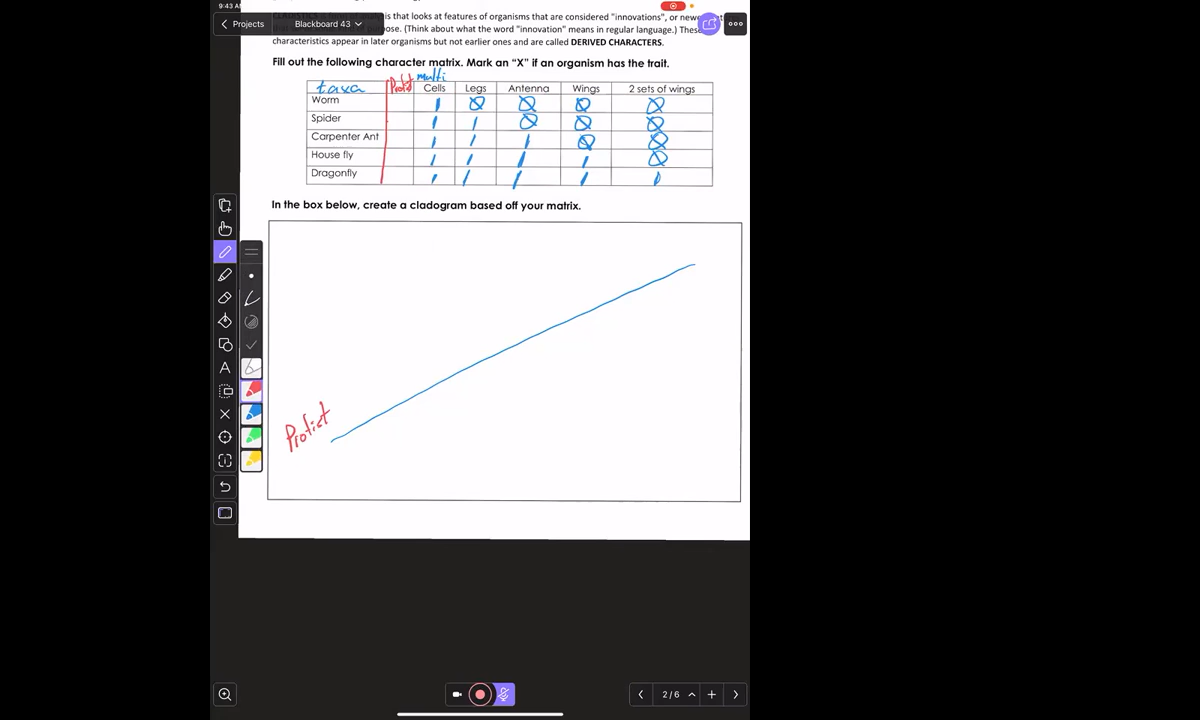 9:43 A
Projects
Blackboard 43
that looks at features of organisms that are considered "innovations", or newe
pose. (Think about what the word "innovation" means in regular language.) These
characteristics appear in later organisms but not earlier ones and are called DERIVED CHARACTERS.
Fill out the following character matrix. Mark an "X" if an organism has the trait.
multi
taxa Protist Cells Legs Antenna Wings 2 sets of wings
Worm
Spider
Carpenter Ant
House fly
Dragonfly
In the box below, create a cladogram based off your matrix.
Protist
A
2 / 6